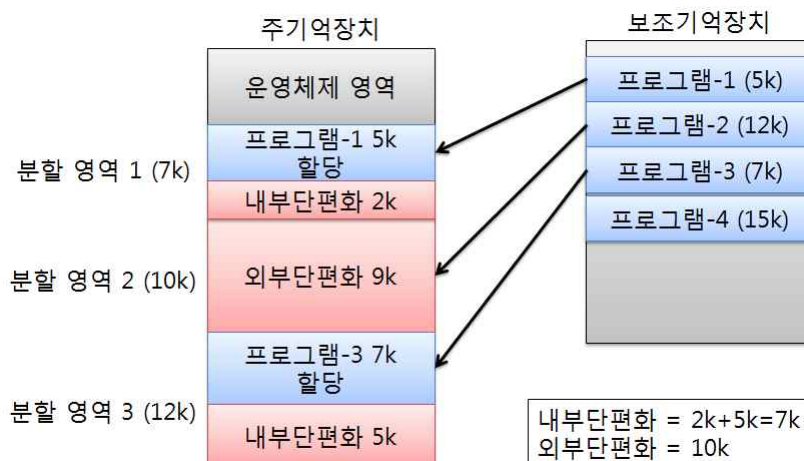 주기억장치
운영체제 영역
프로그램-1 5k
할당
내부단편화 2k
외부단편화 9k
프로그램-3 7k
할당
내부단편화 5k
분할 영역 1 (7k)
분할 영역 2 (10k)
분할 영역 3 (12k)
보조기억장치
프로그램-1 (5k)
프로그램-2 (12k)
프로그램-3 (7k)
프로그램-4 (15k)
내부단편화 = 2k+5k=7k
외부단편화 = 10k